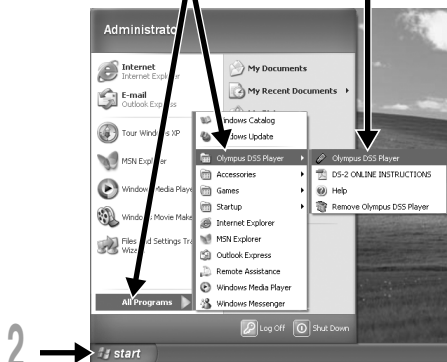 Administrato
Internet
Internet Explorer
E-mail
Outlook Express
Tour Windows XP
MSN Explorer
Windows Media Playe
Windows Movie Make
Files and Settings Tra
Wizard
All Programs
My Documents
My Recent Documents
Windows Catalog
Windows Update
Olympus DSS Player
Accessories
Games
Startup
Internet Explorer
MSN Explorer
Outlook Express
Remote Assistance
Windows Media Player
Windows Messenger
Olympus DSS Player
DS-2 ONLINE INSTRUCTIONS
Help
Remove Olympus DSS Player
Log Off
Shut Down
2
start